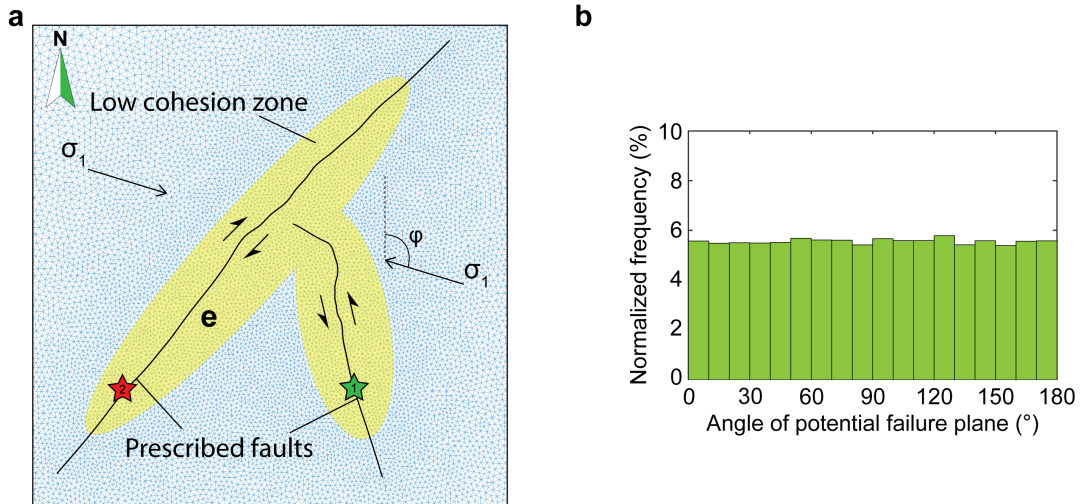 a
N
Low cohesion zone
σ1
φ
σ1
e
2
1
Prescribed faults
b
Normalized frequency (%)
10
8
6
4
2
0
0
30
60
90
120
150
180
Angle of potential failure plane (°)